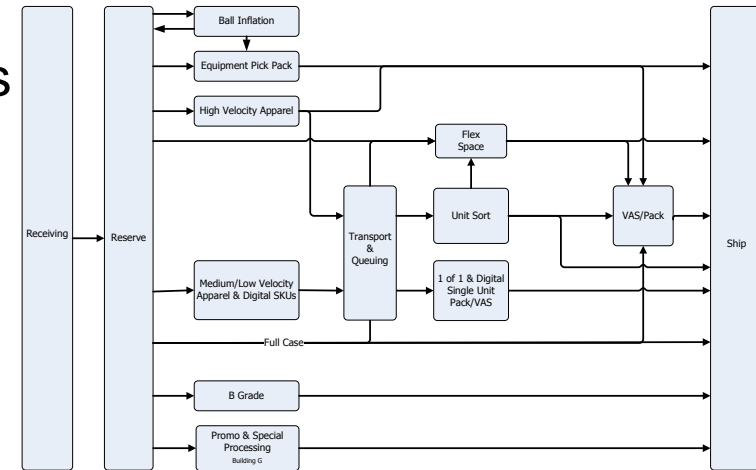 s
Receiving
Reserve
Ball Inflation
Equipment Pick Pack
High Velocity Apparel
Medium/Low Velocity
Apparel & Digital SKUs
Full Case
B Grade
Promo & Special
Processing
Building G
Transport
&
Queuing
Flex
Space
Unit Sort
1 of 1 & Digital
Single Unit
Pack/VAS
VAS/Pack
Ship